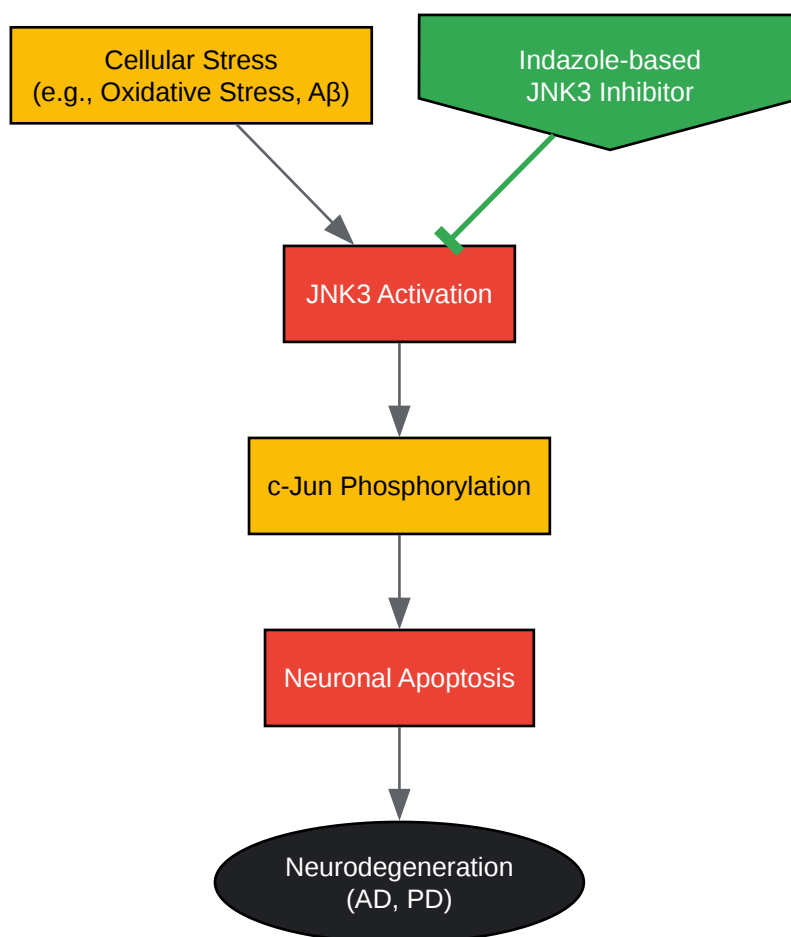 Cellular Stress
(e.g., Oxidative Stress, Aβ)
Indazole-based
JNK3 Inhibitor
JNK3 Activation
c-Jun Phosphorylation
Neuronal Apoptosis
Neurodegeneration
(AD, PD)